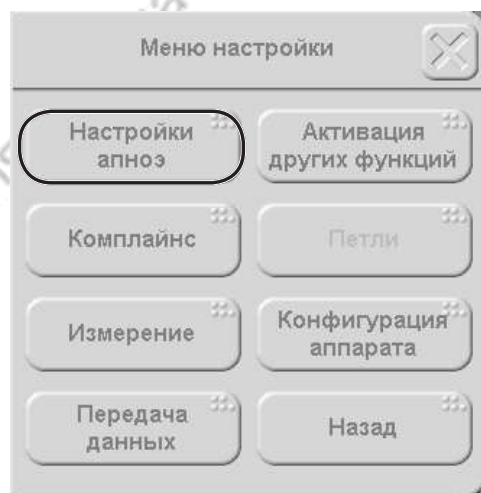 Меню настройки
Настройки
апноэ
Активация
других функций
Комплайнс
Петли
Измерение
Конфигурация
аппарата
Передача
данных
Назад